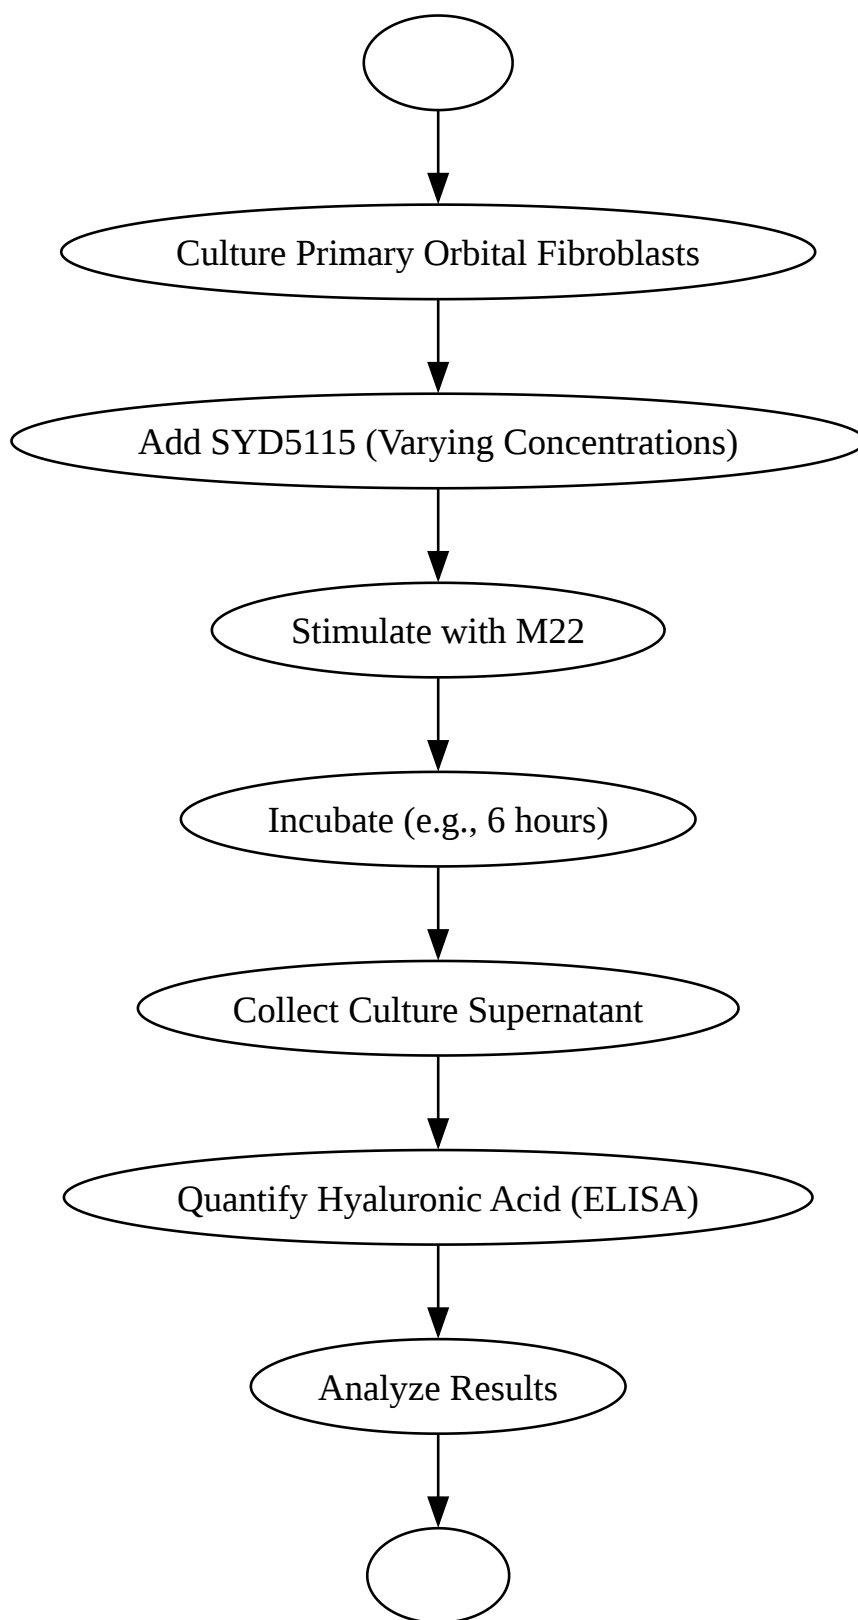 Culture Primary Orbital Fibroblasts
Add SYD5115 (Varying Concentrations)
Stimulate with M22
Incubate (e.g., 6 hours)
Collect Culture Supernatant
Quantify Hyaluronic Acid (ELISA)
Analyze Results